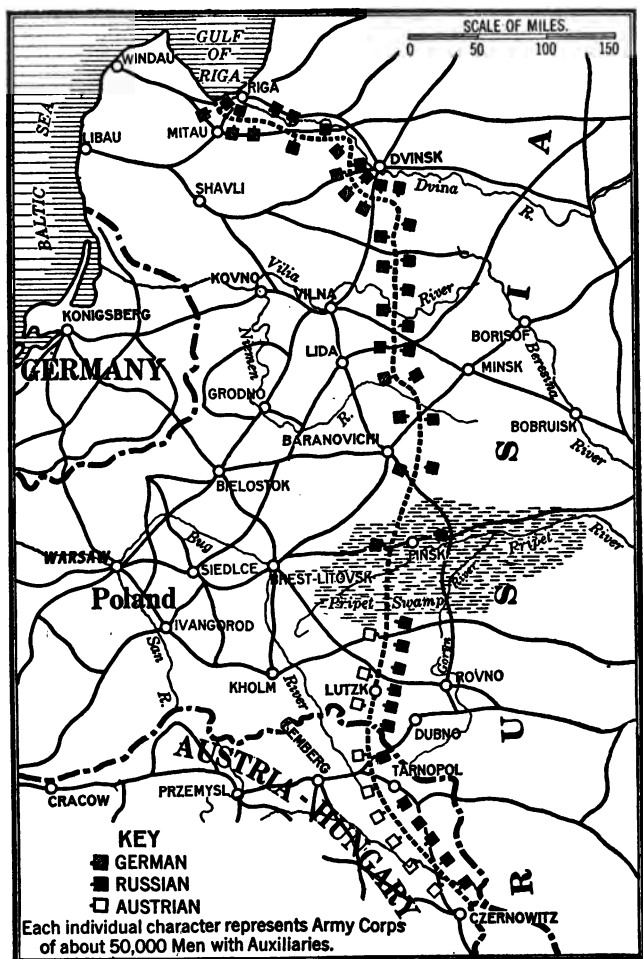 SCALE OF MILES.
0 50 100 150
GULF
OF
RIGA
WINDAU
RIGA
BALTIC SEA
LIBAU
MITAU
DVINSK
Dvina
R.
SHAVLI
KOVNO
Vilia
VILNA
River
KONIGSBERG
Niemen
BORISOF
Beresina
LIDA
MINSK
GERMANY
GRODNO
R.
BARANOVICHI
BOBRUISK
River
BIELOSTOK
WARSAW
Bug
SIEDLCE
BREST-LITOVSK
PINSK
Pripet
River
River
Poland
Pripet Swamp
IVANGOROD
San
R.
KHOLM
River
LUTZK
ROVNO
DUBNO
LEMBERG
TARNOPOL
AUSTRIA-HUNGARY
CRACOW
PRZEMYSL
CZERNOWITZ
RUSSIA
KEY
GERMAN
RUSSIAN
AUSTRIAN
Each individual character represents Army Corps
of about 50,000 Men with Auxiliaries.